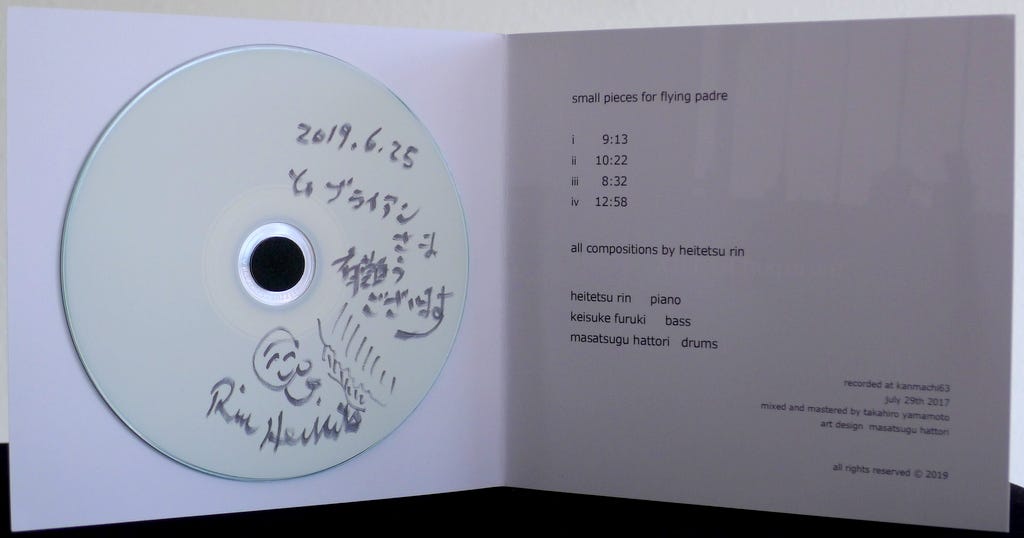 2019.6.25
to ブライアン
さま
有難う
ございます
Rin Heitetsu
small pieces for flying padre
i 9:13
ii 10:22
iii 8:32
iv 12:58
all compositions by heitetsu rin
heitetsu rin piano
keisuke furuki bass
masatsugu hattori drums
recorded at kanmachi63
july 29th 2017
mixed and mastered by takahiro yamamoto
art design masatsugu hattori
all rights reserved © 2019